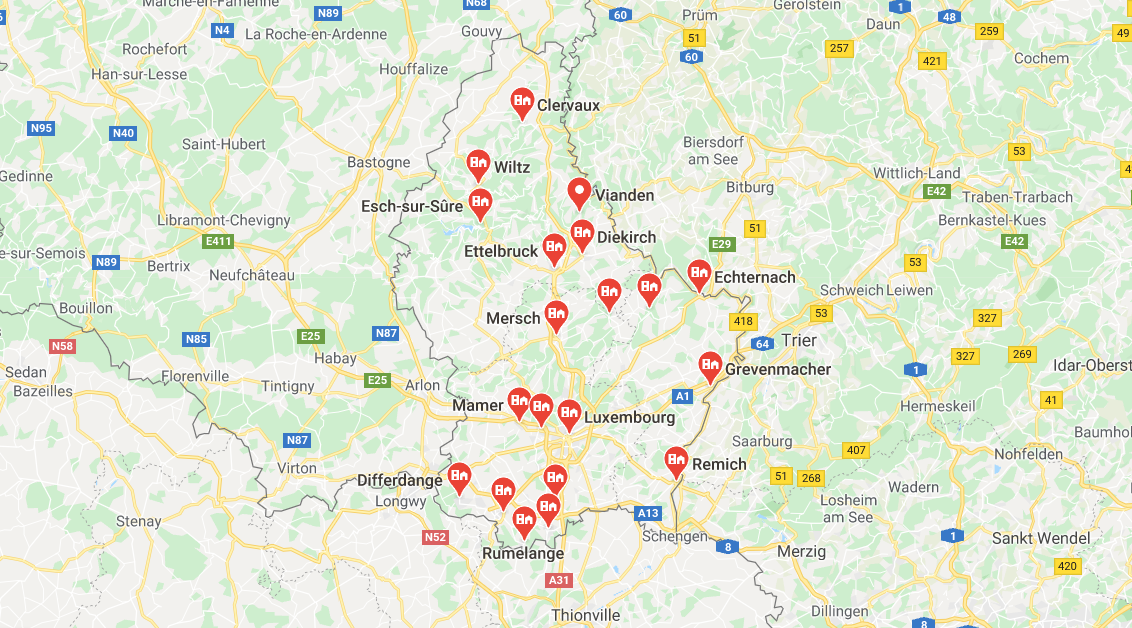 Marche-en-Famenne
N68
N89
60
Prüm
Gerolstein
1
48
6
N4
La Roche-en-Ardenne
Gouvy
51
Daun
259
49
Rochefort
257
Han-sur-Lesse
Houffalize
60
421
Cochem
Clervaux
N95
N40
Saint-Hubert
Biersdorf
am See
53
Bastogne
Wiltz
Gedinne
Wittlich-Land
4
Vianden
Bitburg
E42
Traben-Trarbach
Esch-sur-Sûre
Libramont-Chevigny
51
Bernkastel-Kues
E411
Diekirch
E29
E42
e-sur-Semois
N89
Ettelbruck
53
Bertrix
Neufchâteau
Echternach
Schweich
Leiwen
Bouillon
Mersch
418
53
327
N58
N85
E25
N87
64
Trier
Habay
327
269
Sedan
Florenville
E25
Grevenmacher
1
Idar-Oberst
Bazeilles
Tintigny
Arlon
A1
41
Mamer
Luxembourg
Hermeskeil
N87
Saarburg
407
Baumhol
Virton
Remich
Nohfelden
Differdange
51
268
Wadern
Longwy
Losheim
am See
Stenay
A13
N52
Schengen
8
1
Sankt Wendel
Rumelange
Merzig
420
A31
Thionville
Dillingen
8